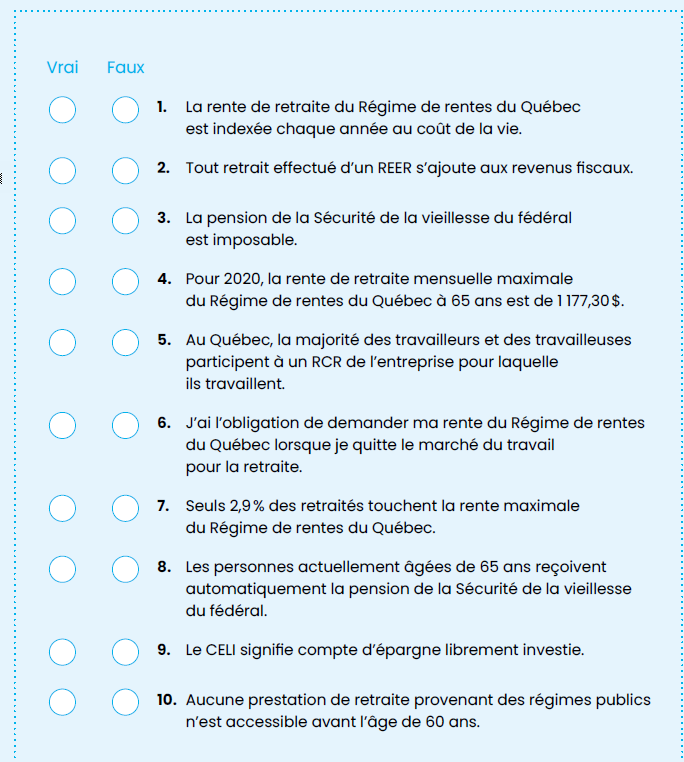 Vrai Faux
1. La rente de retraite du Régime de rentes du Québec
est indexée chaque année au coût de la vie.
2. Tout retrait effectué d’un REER s’ajoute aux revenus fiscaux.
3. La pension de la Sécurité de la vieillesse du fédéral
est imposable.
4. Pour 2020, la rente de retraite mensuelle maximale
du Régime de rentes du Québec à 65 ans est de 1 177,30 $.
5. Au Québec, la majorité des travailleurs et des travailleuses
participent à un RCR de l’entreprise pour laquelle
ils travaillent.
6. J’ai l’obligation de demander ma rente du Régime de rentes
du Québec lorsque je quitte le marché du travail
pour la retraite.
7. Seuls 2,9 % des retraités touchent la rente maximale
du Régime de rentes du Québec.
8. Les personnes actuellement âgées de 65 ans reçoivent
automatiquement la pension de la Sécurité de la vieillesse
du fédéral.
9. Le CELI signifie compte d’épargne librement investie.
10. Aucune prestation de retraite provenant des régimes publics
n’est accessible avant l’âge de 60 ans.